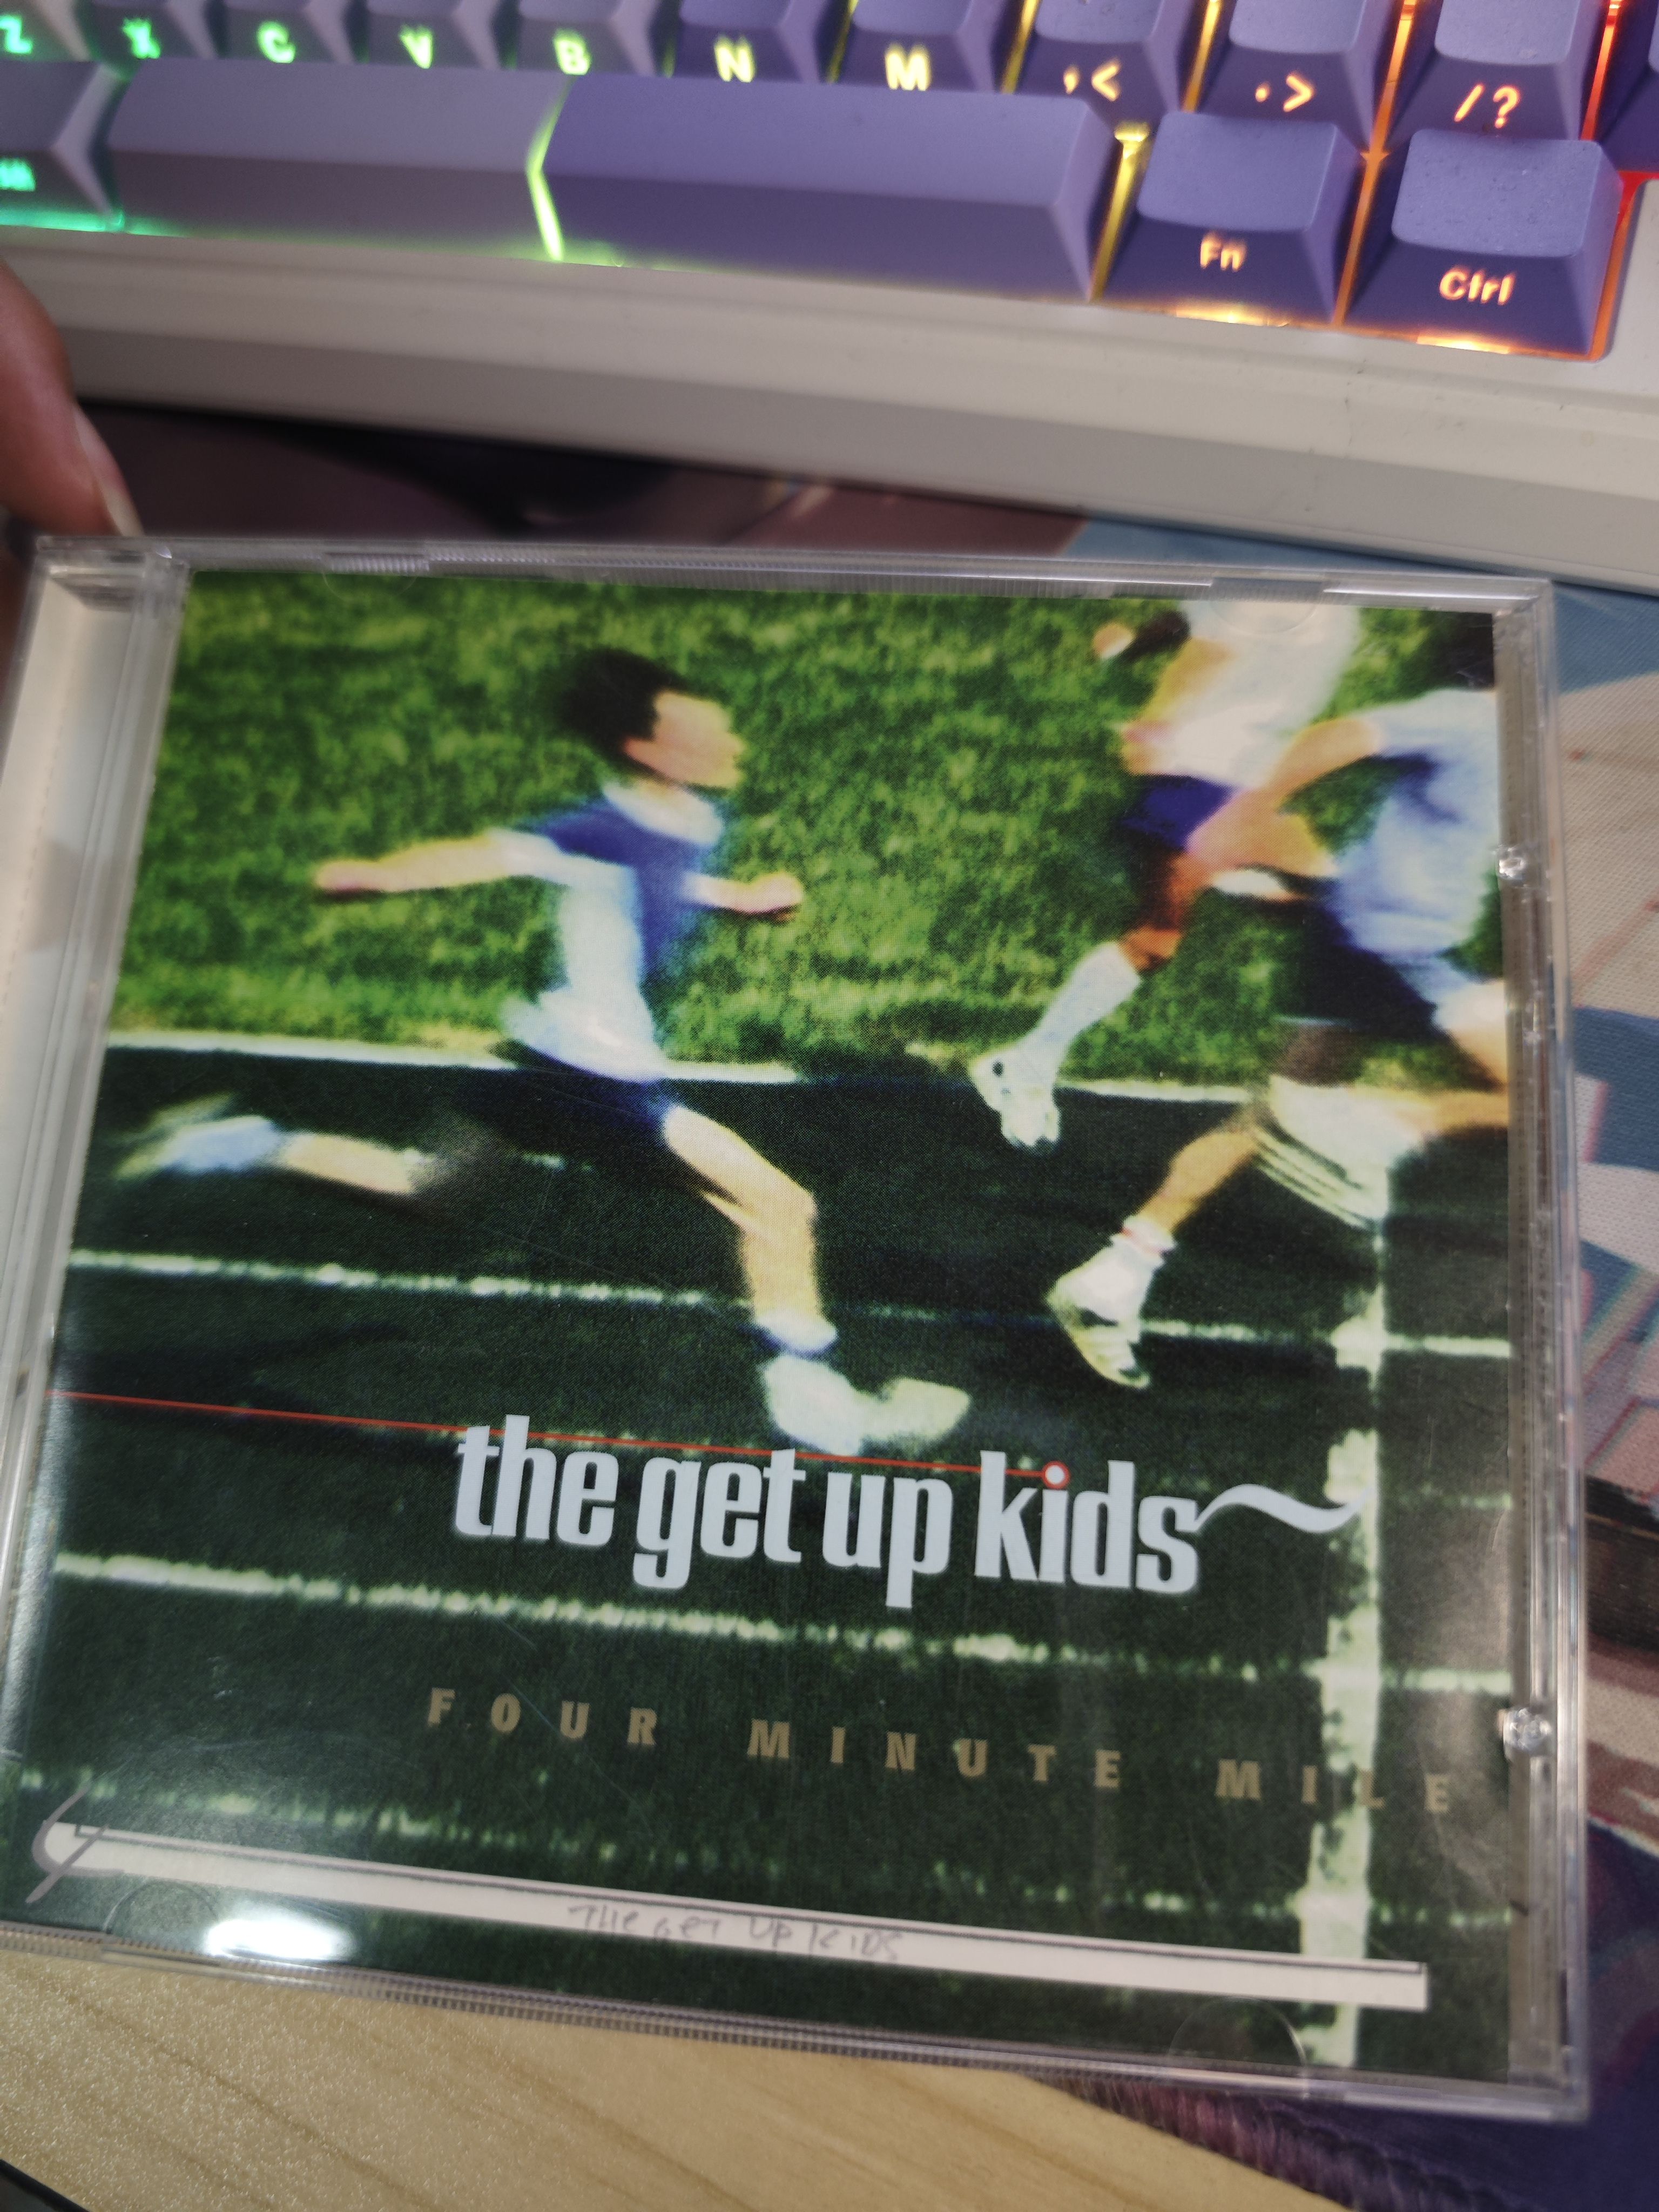 Z X C V B N M , < . > / ?
Fn Ctrl
the get up kids
FOUR MINUTE MILE
THE GET UP KIDS